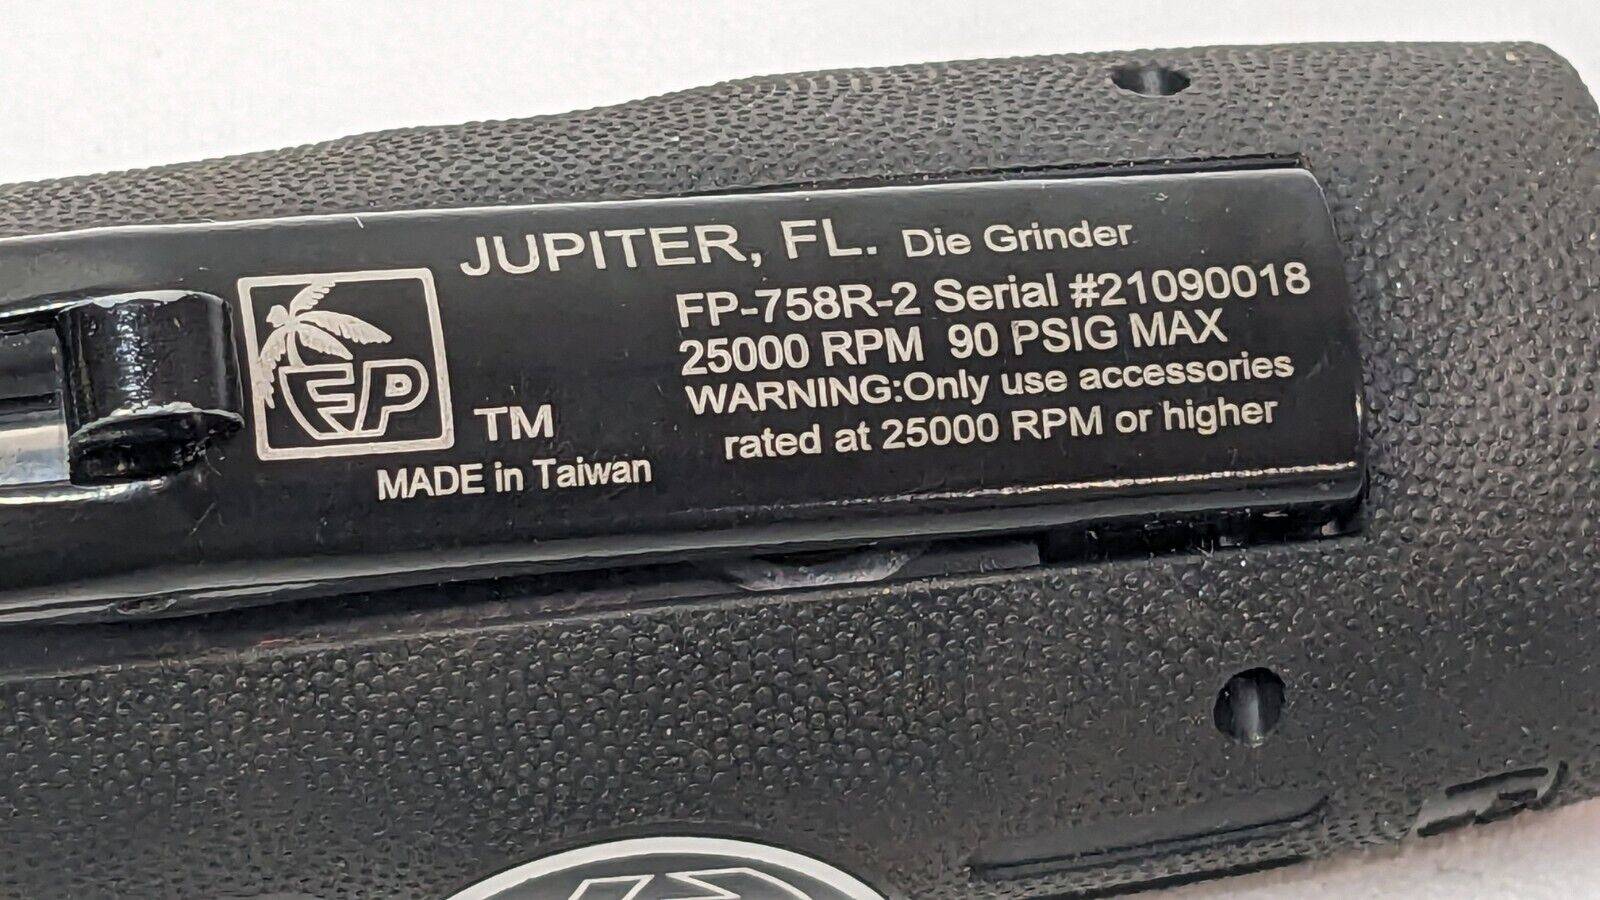 JUPITER, FL. Die Grinder
FP-758R-2 Serial #21090018
25000 RPM 90 PSIG MAX
WARNING:Only use accessories
rated at 25000 RPM or higher
FP
TM
MADE in Taiwan